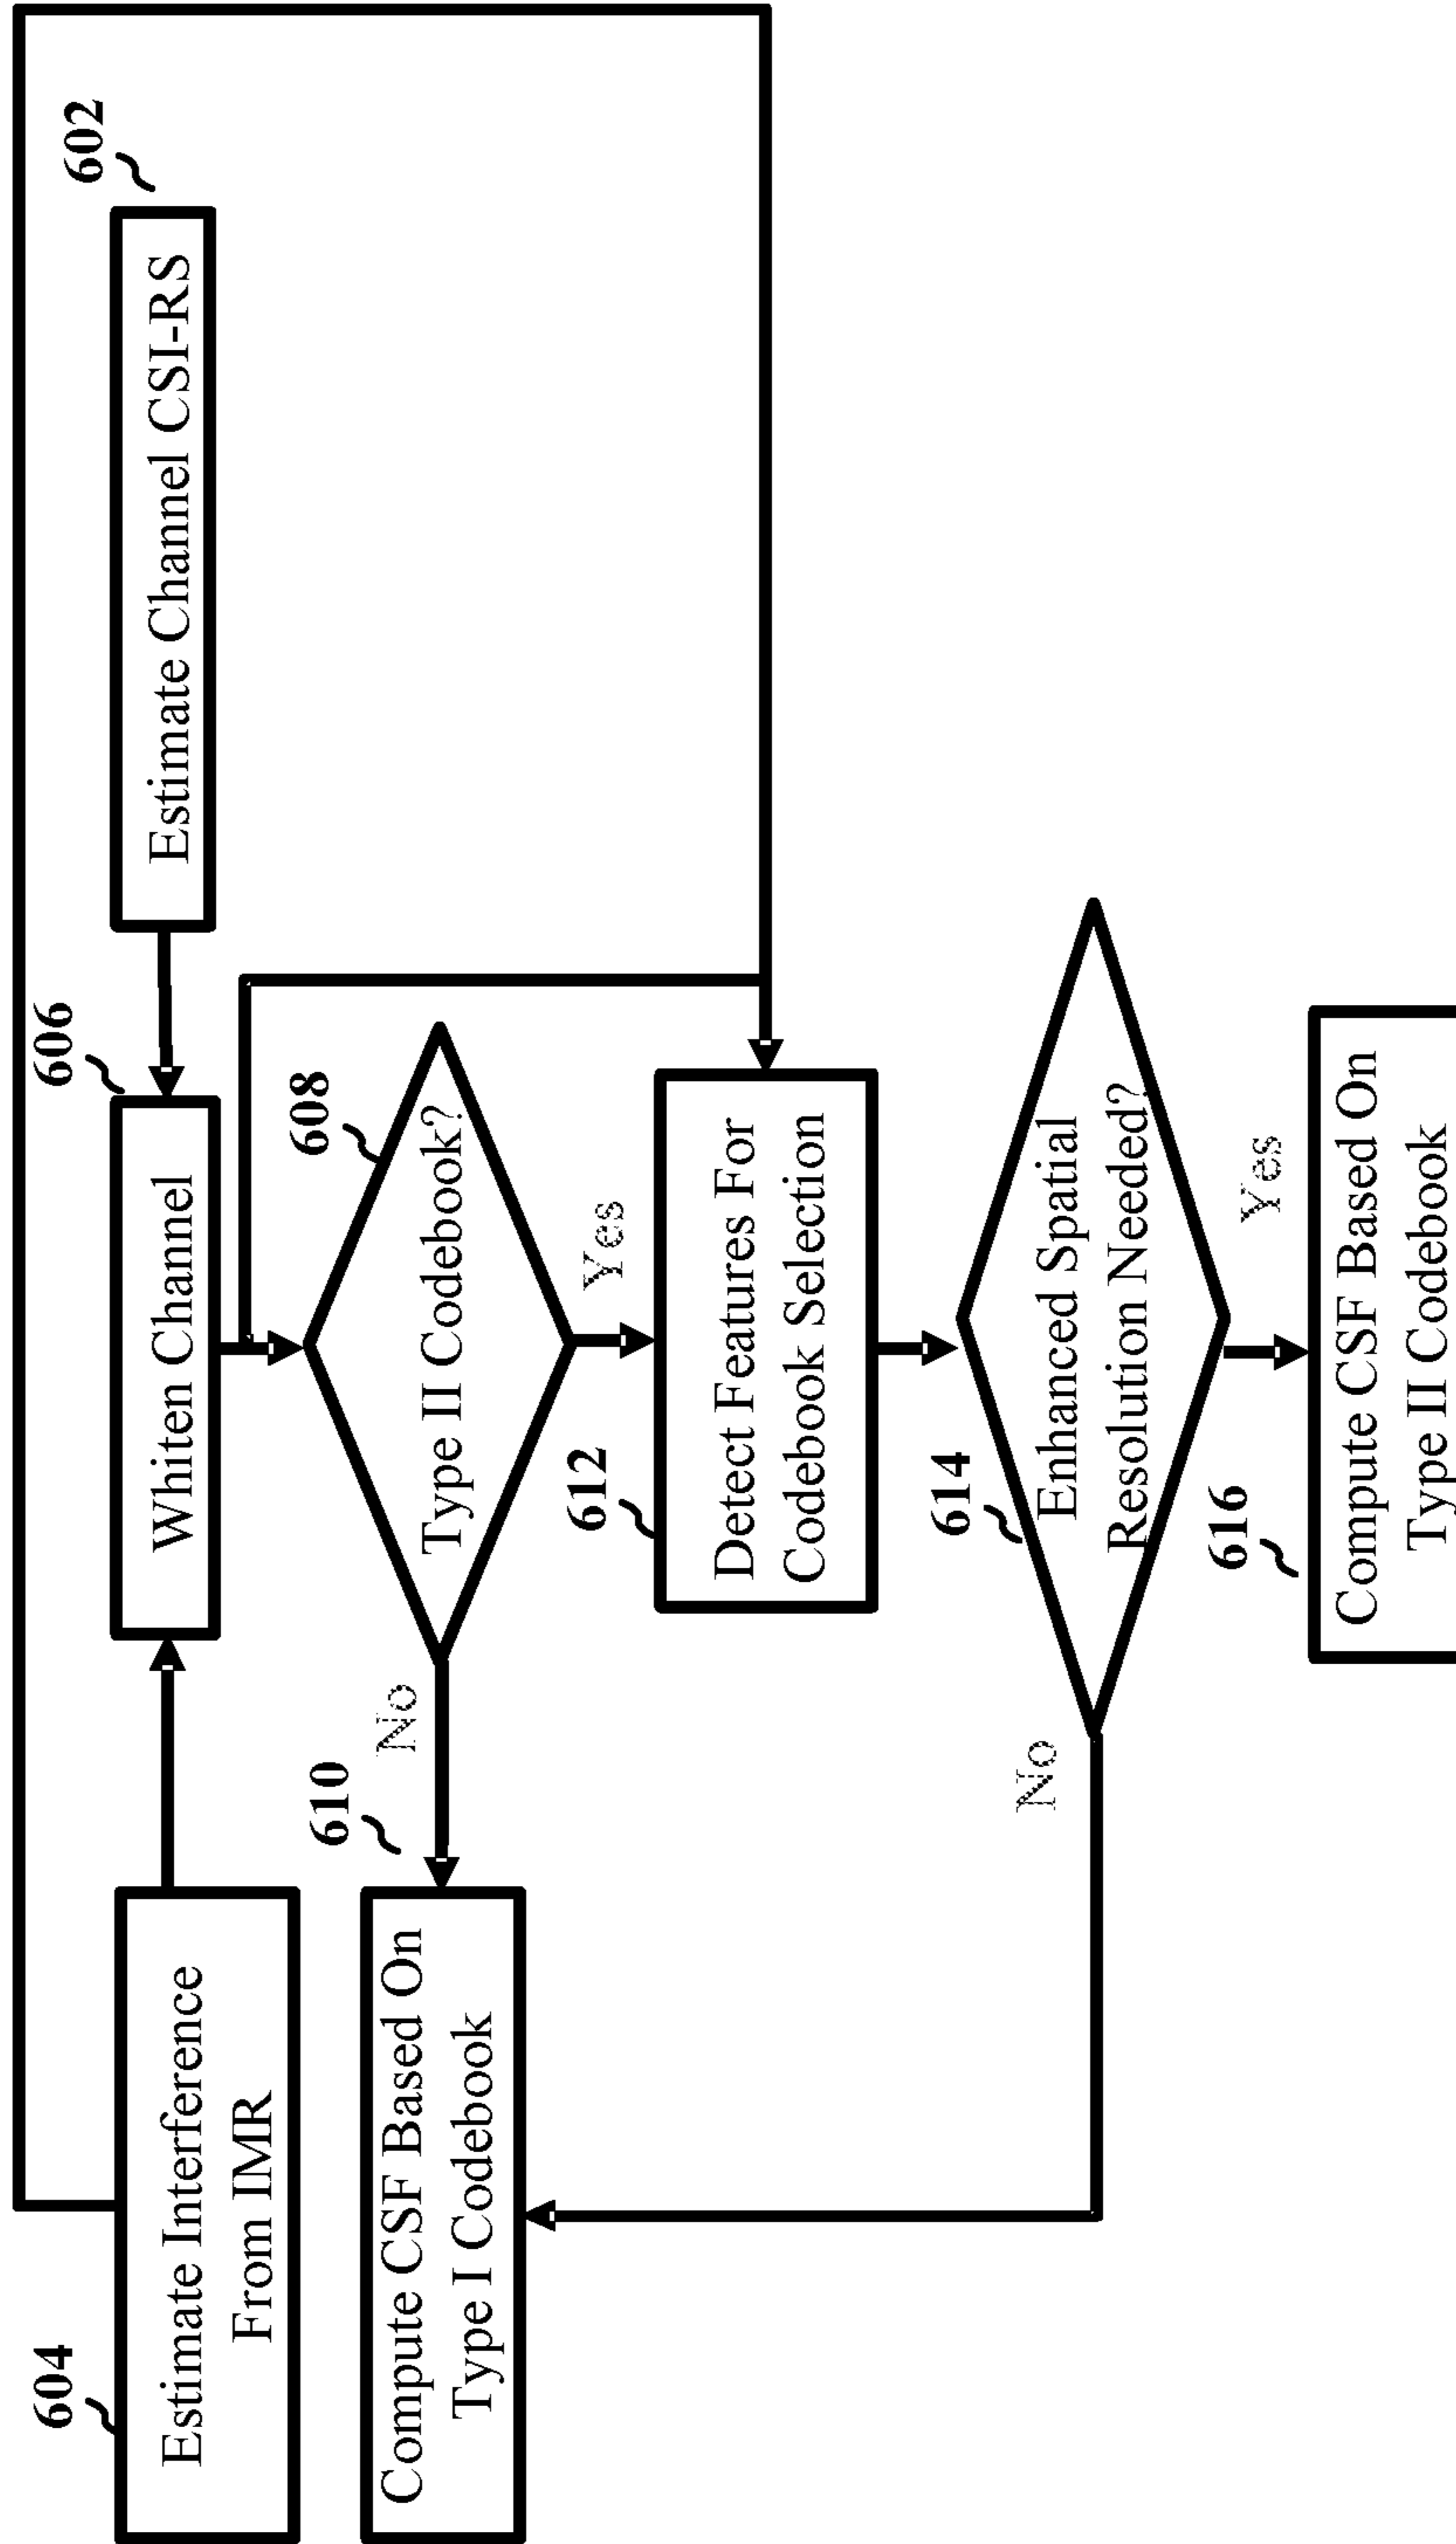 604
Estimate Interference
From IMR
606
Whiten Channel
602
Estimate Channel CSI-RS
608
Type II Codebook?
No
Yes
610
Compute CSF Based On
Type I Codebook
612
Detect Features For
Codebook Selection
614
Enhanced Spatial
Resolution Needed?
No
Yes
616
Compute CSF Based On
Type II Codebook